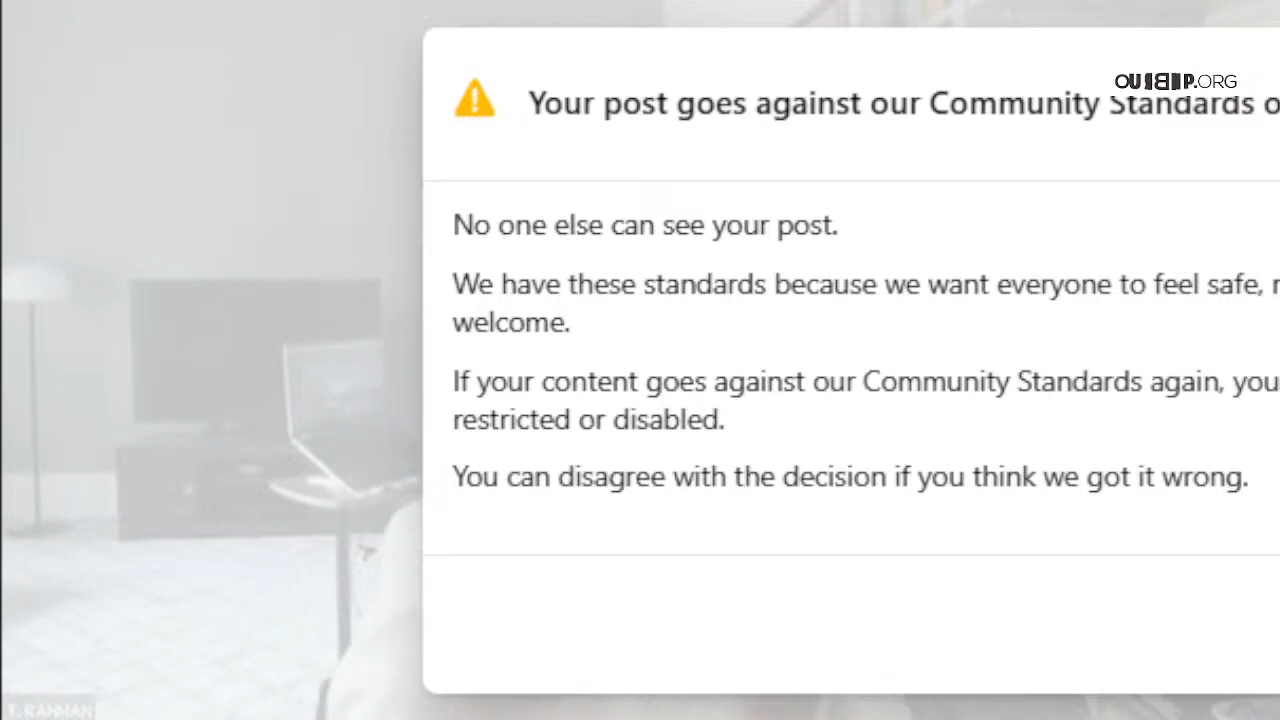 Your post goes against our Community Standards o
No one else can see your post.
We have these standards because we want everyone to feel safe, r
welcome.
If your content goes against our Community Standards again, you
restricted or disabled.
You can disagree with the decision if you think we got it wrong.
T. RAHMAN